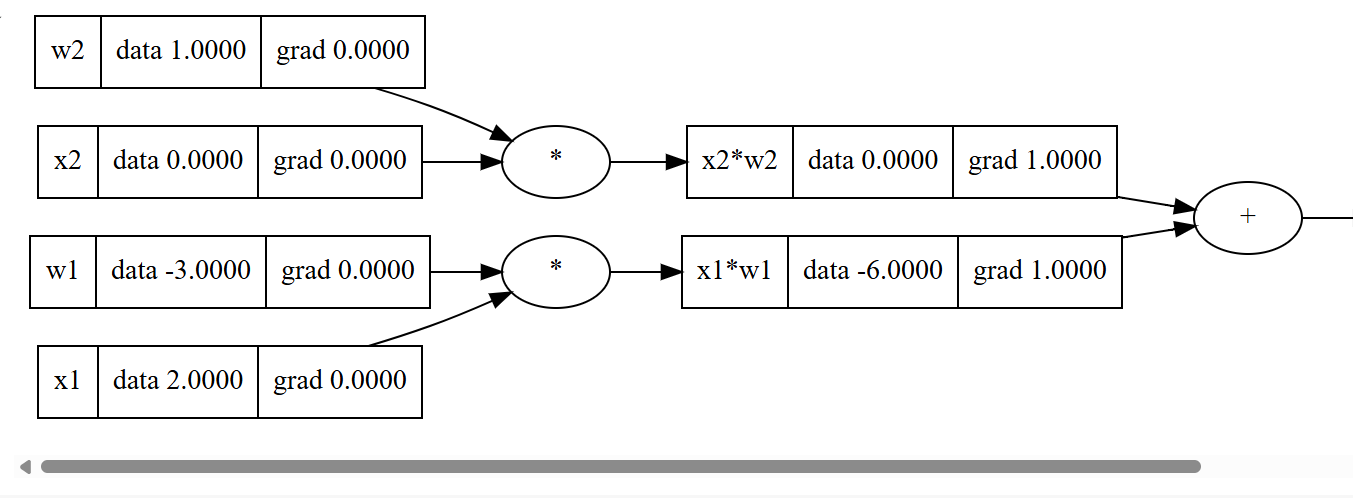 w2 data 1.0000 grad 0.0000
x2 data 0.0000 grad 0.0000
*
x2*w2 data 0.0000 grad 1.0000
+
w1 data -3.0000 grad 0.0000
*
x1*w1 data -6.0000 grad 1.0000
x1 data 2.0000 grad 0.0000